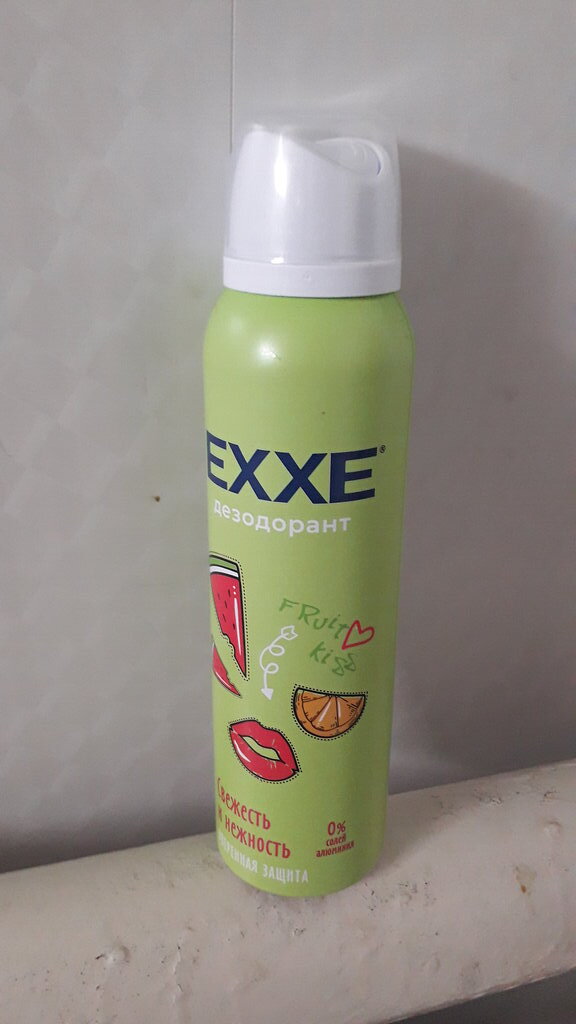 EXXE®
дезодорант
FRuit
kiss
Свежесть
и нежность
0%
солей
алюминия
ЗАЩИТА